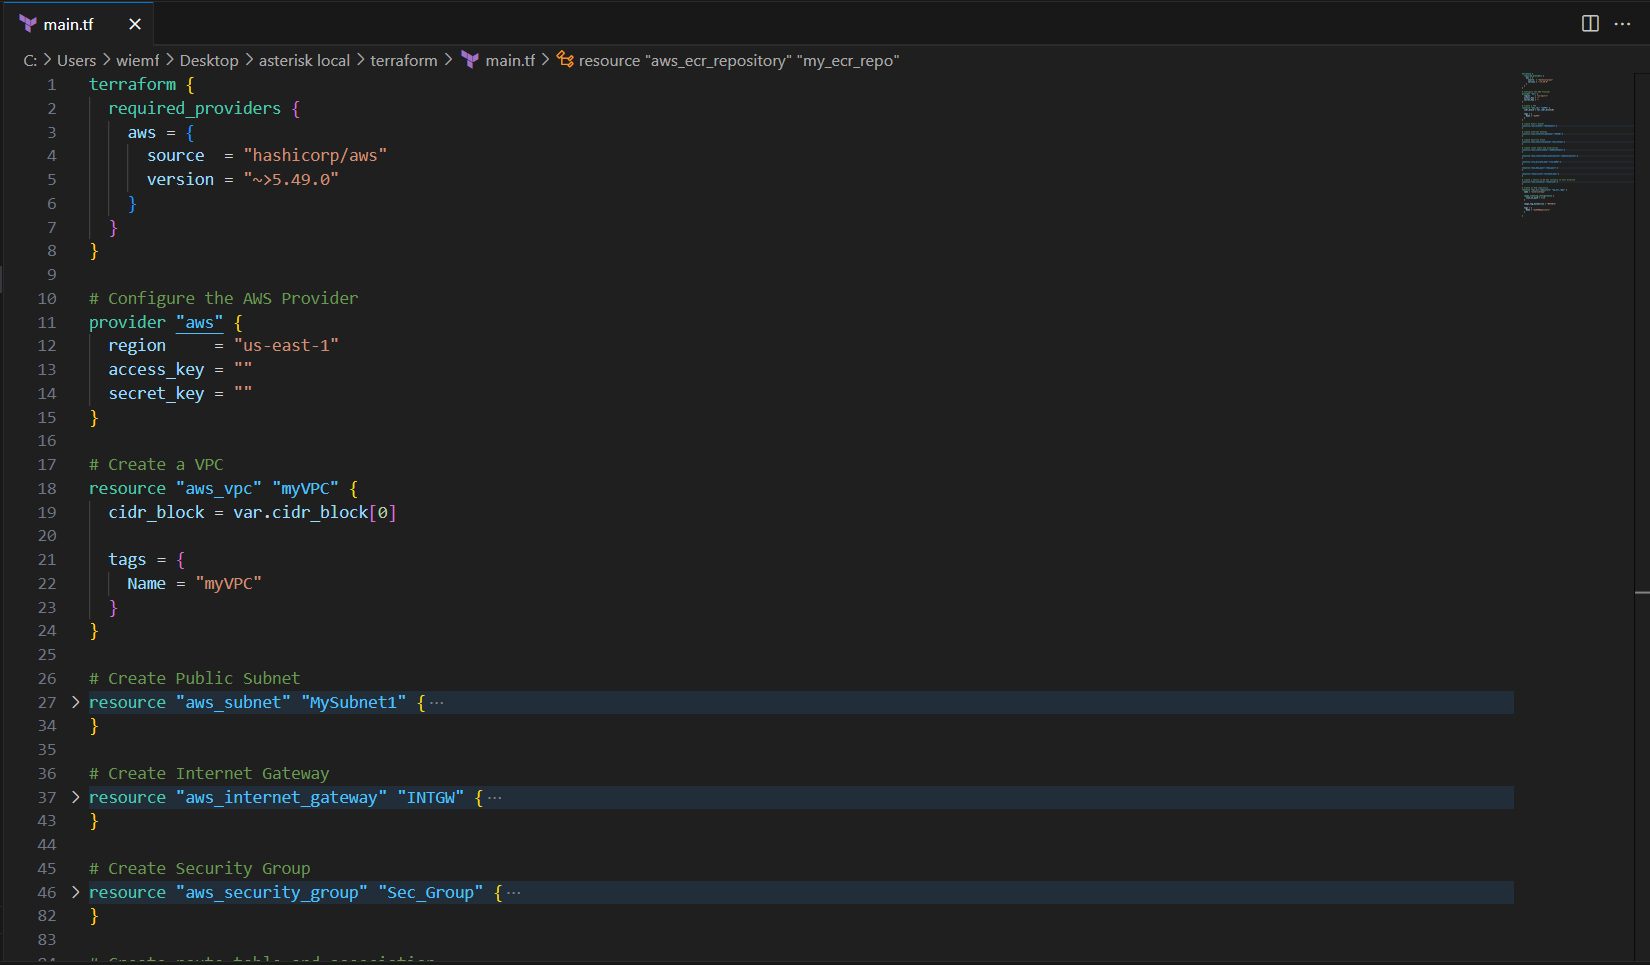 main.tf
C: > Users > wiemf > Desktop > asterisk local > terraform > main.tf > resource "aws_ecr_repository" "my_ecr_repo"
1 terraform {
2   required_providers {
3     aws = {
4       source  = "hashicorp/aws"
5       version = "~>5.49.0"
6     }
7   }
8 }
9
10 # Configure the AWS Provider
11 provider "aws" {
12   region     = "us-east-1"
13   access_key = ""
14   secret_key = ""
15 }
16
17 # Create a VPC
18 resource "aws_vpc" "myVPC" {
19   cidr_block = var.cidr_block[0]
20
21   tags = {
22     Name = "myVPC"
23   }
24 }
25
26 # Create Public Subnet
27 > resource "aws_subnet" "MySubnet1" { ···
34 }
35
36 # Create Internet Gateway
37 > resource "aws_internet_gateway" "INTGW" { ···
43 }
44
45 # Create Security Group
46 > resource "aws_security_group" "Sec_Group" { ···
82 }
83
84 # Create route table and association